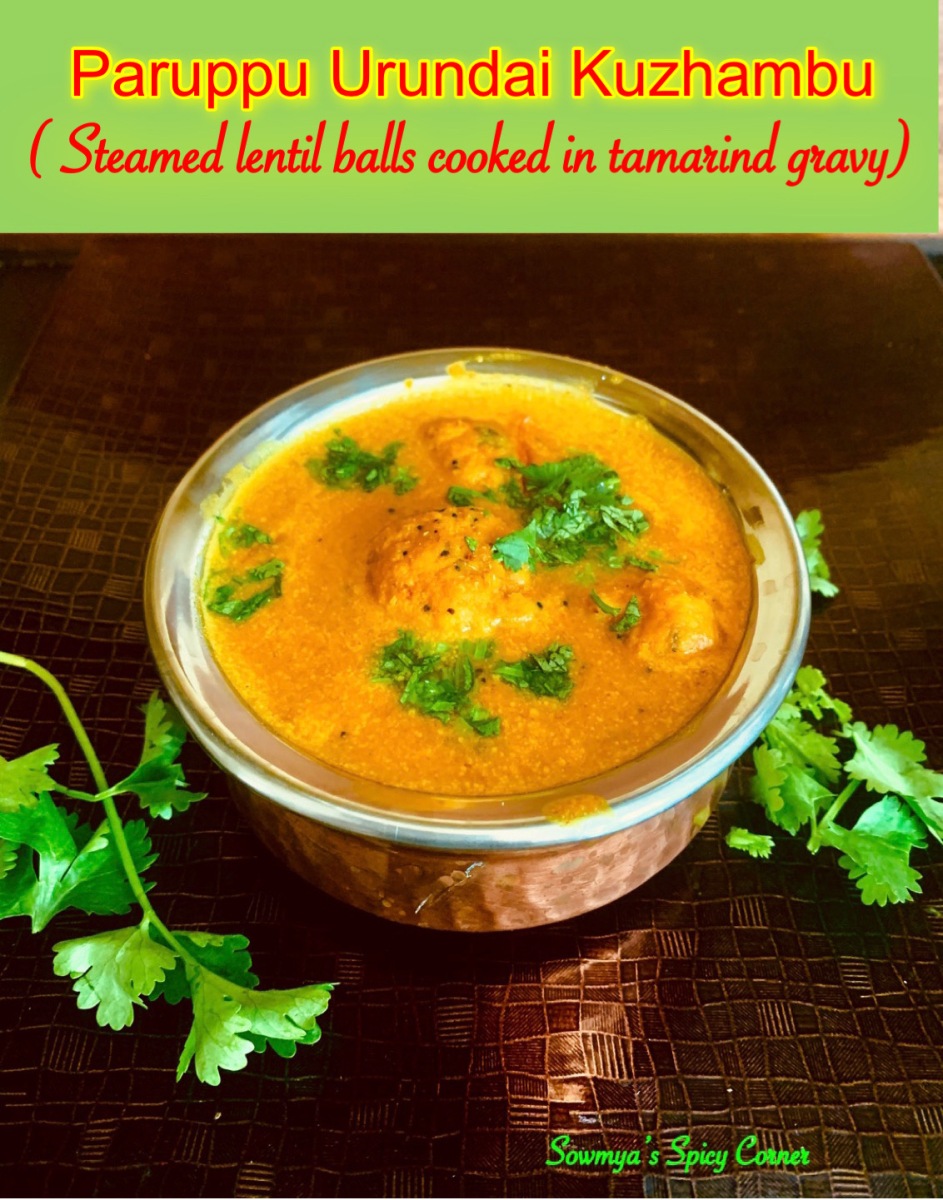 Paruppu Urundai Kuzhambu
( Steamed lentil balls cooked in tamarind gravy)
Sowmya's Spicy Corner